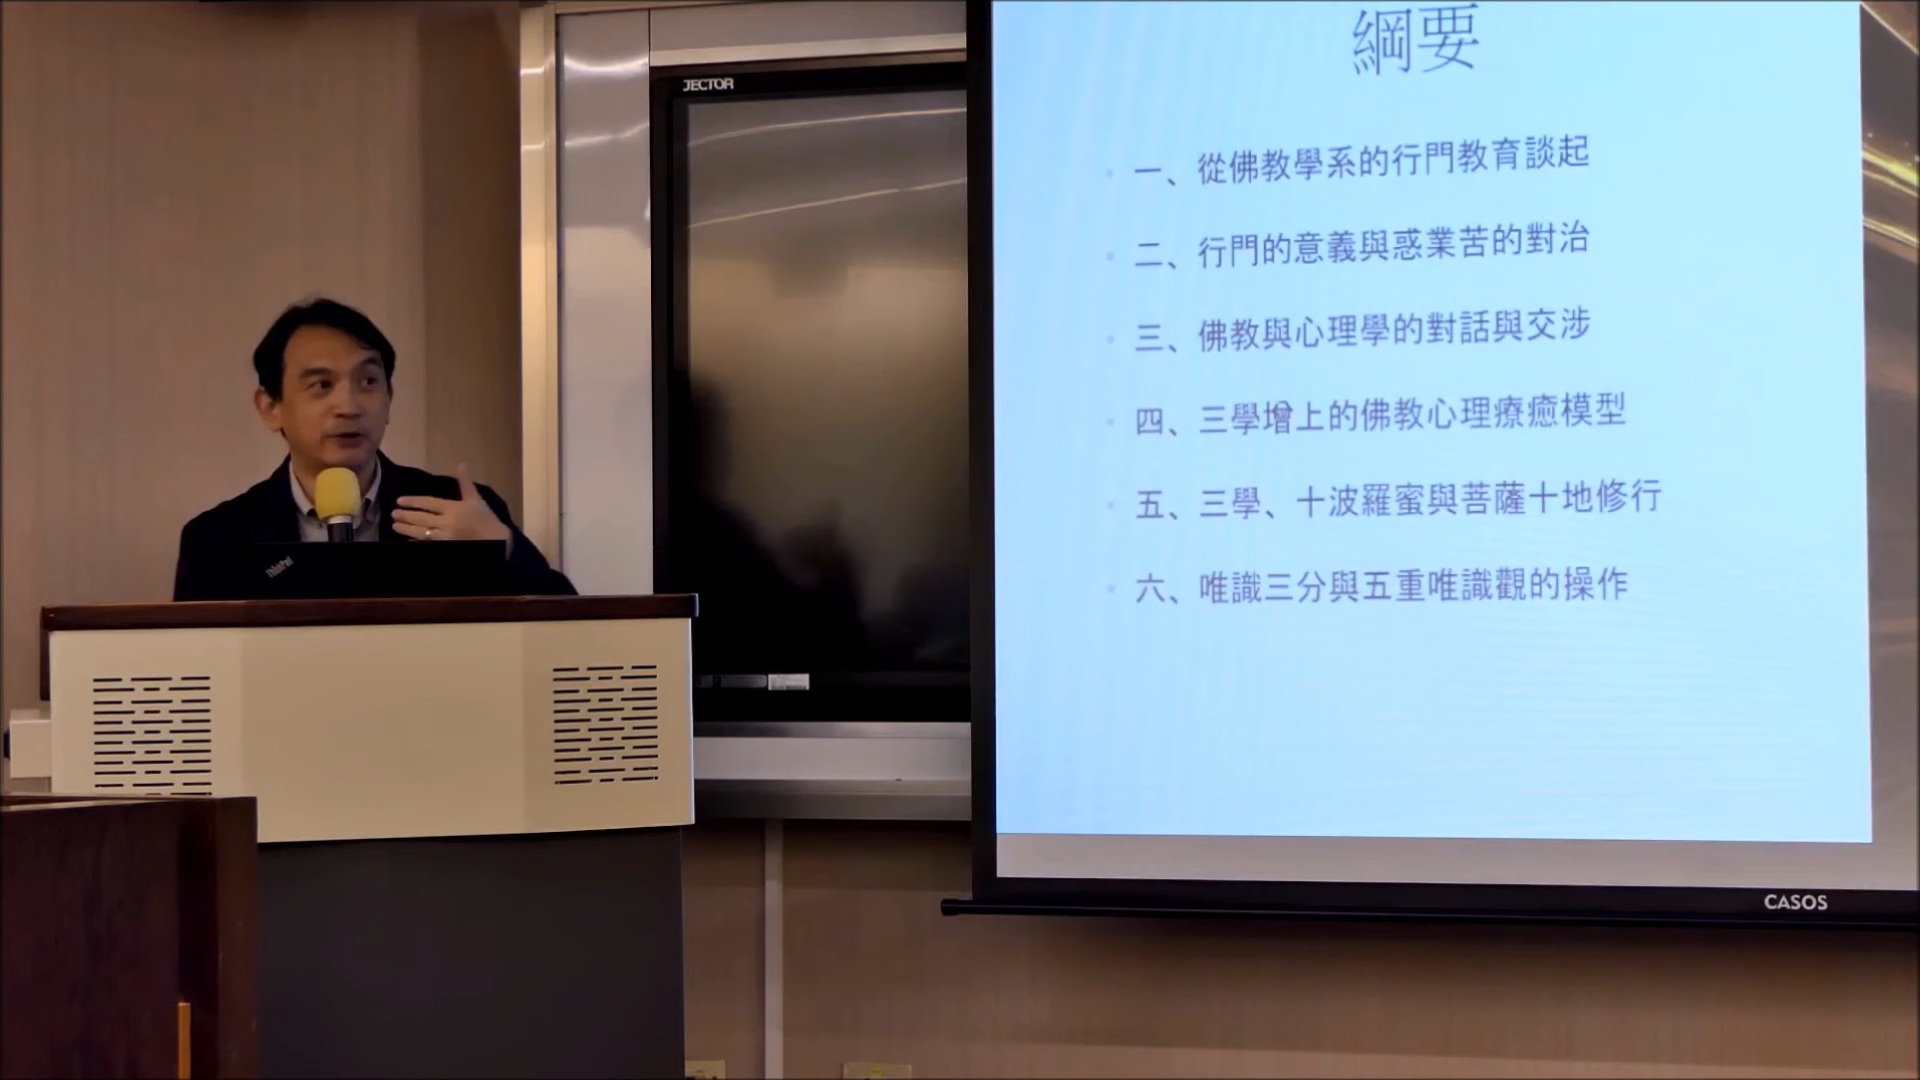 JECTOR
綱要
一、從佛教學系的行門教育談起
二、行門的意義與惑業苦的對治
三、佛教與心理學的對話與交涉
四、三學增上的佛教心理療癒模型
五、三學、十波羅蜜與菩薩十地修行
六、唯識三分與五重唯識觀的操作
ThinkPad
CASOS